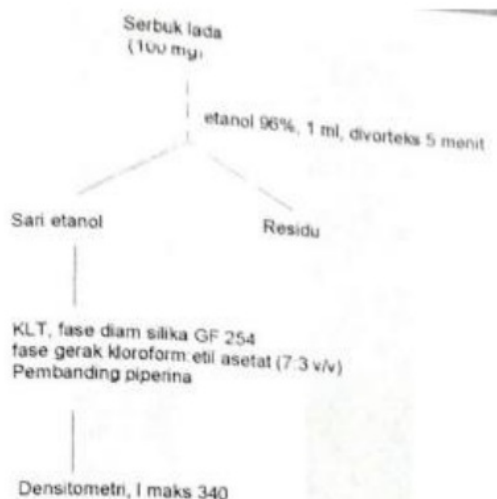 Serbuk lada
(100 mg)
etanol 96%, 1 ml, divorteks 5 menit
Sari etanol
Residu
KLT, fase diam silika GF 254
fase gerak kloroform:etil asetat (7:3 v/v)
Pembanding piperina
Densitometri, l maks 340